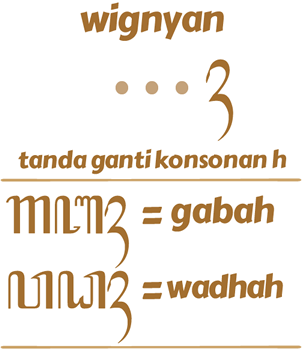 wignyan
... ꦃ
tanda ganti konsonan h
ꦒꦧꦃ = gabah
ꦮꦝꦃ = wadhah